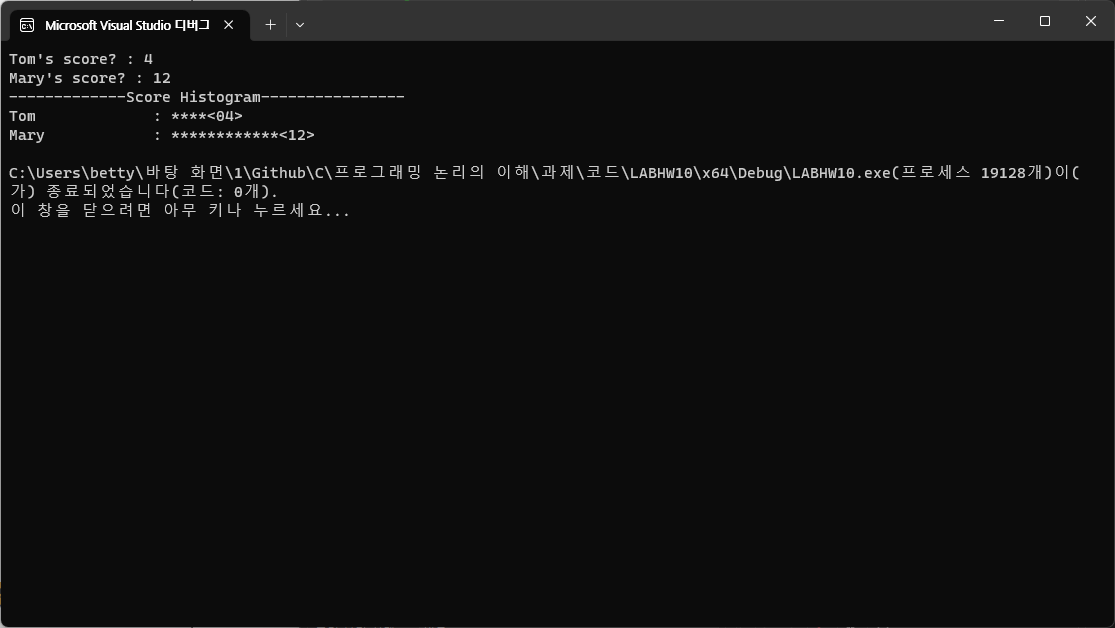 Microsoft Visual Studio 디버그
Tom's score? : 4
Mary's score? : 12
-------------Score Histogram----------------
Tom             : ****<04>
Mary            : ************<12>
C:\Users\betty\바탕 화면\1\Github\C\프로그래밍 논리의 이해\과제\코드\LABHW10\x64\Debug\LABHW10.exe(프로세스 19128개)이(
가) 종료되었습니다(코드: 0개).
이 창을 닫으려면 아무 키나 누르세요...